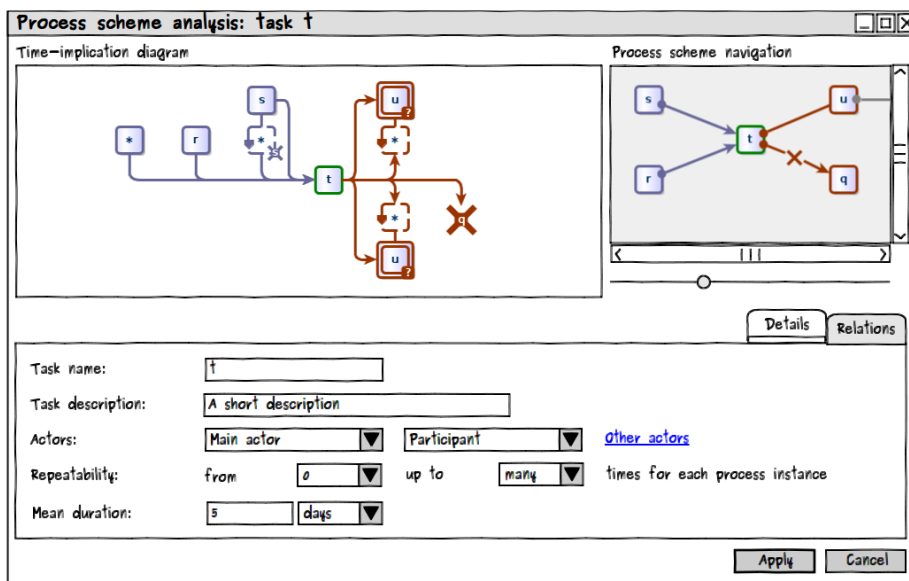 Process scheme analysis: task t
Time-implication diagram
Process scheme navigation
s
u
?
* r * s *
t
q
*
u
?
s
u
t
r
q
Details Relations
Task name: t
Task description: A short description
Actors: Main actor Participant Other actors
Repeatability: from 0 up to many times for each process instance
Mean duration: 5 days
Apply Cancel